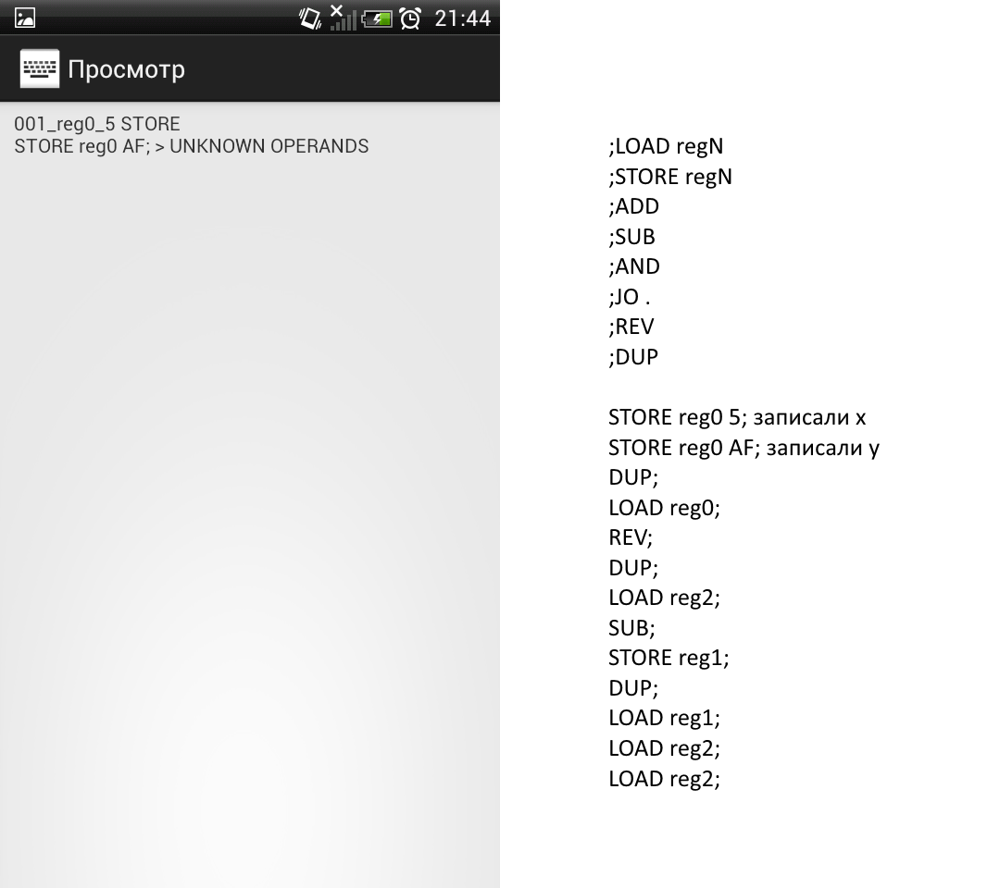 21:44
Просмотр
001_reg0_5 STORE
STORE reg0 AF; > UNKNOWN OPERANDS
;LOAD regN
;STORE regN
;ADD
;SUB
;AND
;JO .
;REV
;DUP
STORE reg0 5; записали x
STORE reg0 AF; записали y
DUP;
LOAD reg0;
REV;
DUP;
LOAD reg2;
SUB;
STORE reg1;
DUP;
LOAD reg1;
LOAD reg2;
LOAD reg2;